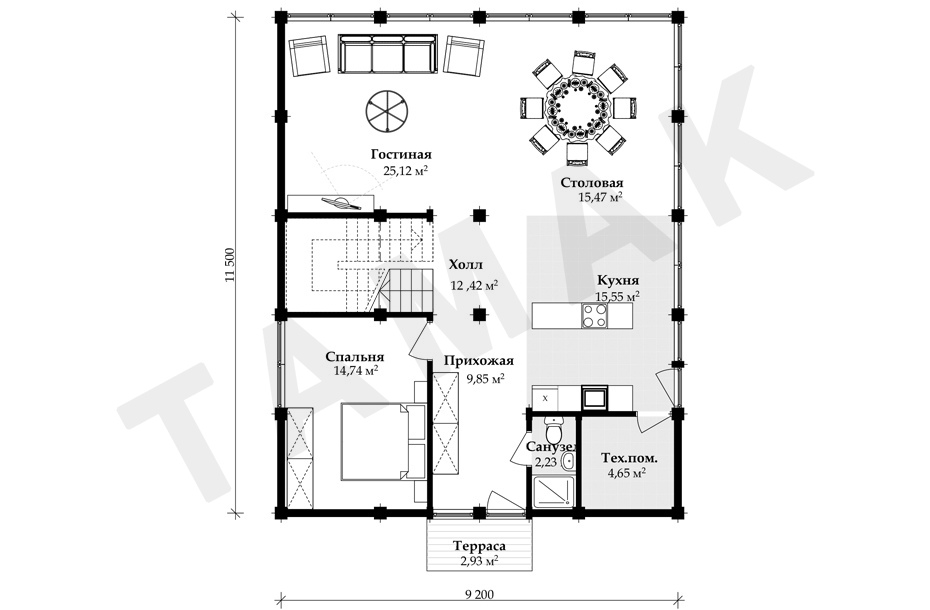 Гостиная
25,12 м²
Столовая
15,47 м²
Холл
12 ,42 м²
Кухня
15,55 м²
11 500
Спальня
14,74 м²
Прихожая
9,85 м²
X
Санузел
2,23
Тех.пом.
4,65 м²
Терраса
2,93 м²
9 200
ТАМАК